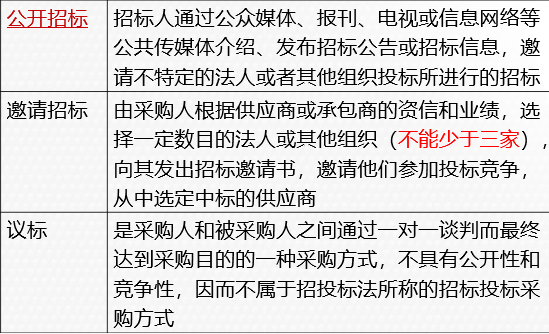 公开招标
招标人通过公众媒体、报刊、电视或信息网络等
公共传媒体介绍、发布招标公告或招标信息，邀
请不特定的法人或者其他组织投标所进行的招标
邀请招标
由采购人根据供应商或承包商的资信和业绩，选
择一定数目的法人或其他组织（不能少于三家），
向其发出招标邀请书，邀请他们参加投标竞争，
从中选定中标的供应商
议标
是采购人和被采购人之间通过一对一谈判而最终
达到采购目的的一种采购方式，不具有公开性和
竞争性，因而不属于招投标法所称的招标投标采
购方式